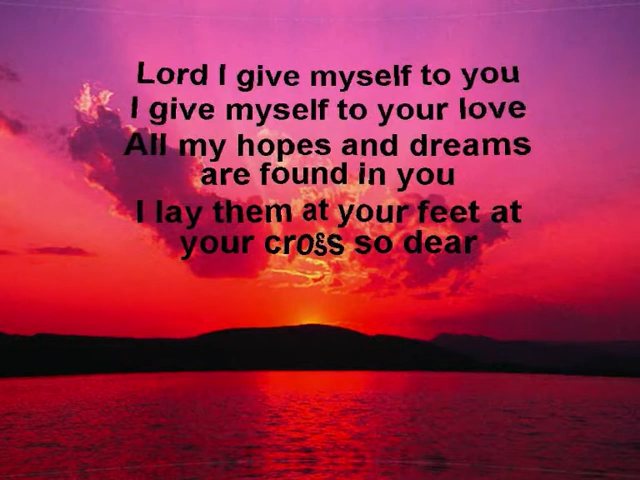 Lord I give myself to you
I give myself to your love
All my hopes and dreams
are found in you
I lay them at your feet at
your cross so dear